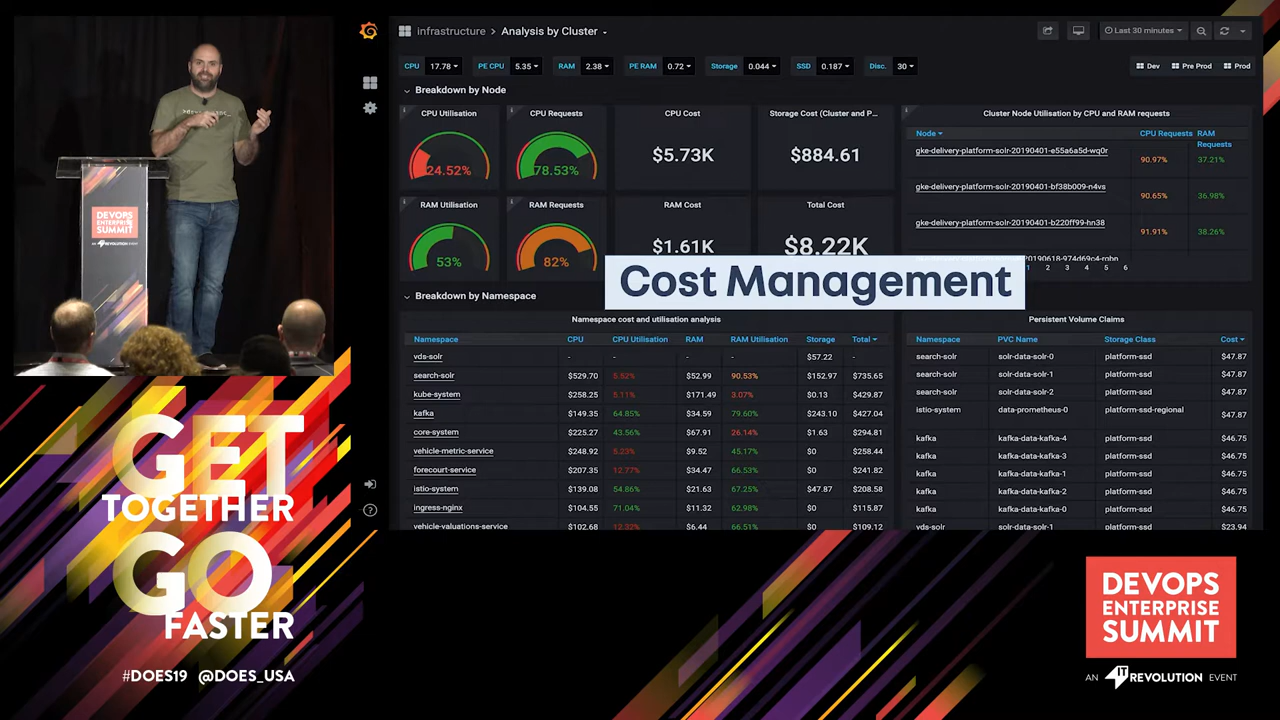 infrastructure > Analysis by Cluster
Last 30 minutes
CPU 17.78 PE CPU 5.35 RAM 2.38 PE RAM 0.72 Storage 0.044 SSD 0.187 Disc. 30
Dev Pre Prod Prod
Breakdown by Node
CPU Utilisation
24.52%
CPU Requests
78.53%
CPU Cost
$5.73K
Storage Cost (Cluster and P...
$884.61
RAM Utilisation
53%
RAM Requests
82%
RAM Cost
$1.61K
Total Cost
$8.22K
Cluster Node Utilisation by CPU and RAM requests
Node CPU Requests RAM Requests
gke-delivery-platform-solr-20190401-e55a6a5d-wq0r 90.97% 37.21%
gke-delivery-platform-solr-20190401-bf38b009-n4vs 90.65% 36.98%
gke-delivery-platform-solr-20190401-b220ff99-hn38 91.91% 38.26%
1 2 3 4 5 6
Cost Management
Breakdown by Namespace
Namespace cost and utilisation analysis
Namespace CPU CPU Utilisation RAM RAM Utilisation Storage Total
vds-solr - - - - $57.22 -
search-solr $529.70 5.52% $52.99 90.53% $152.97 $735.65
kube-system $258.25 5.11% $171.49 3.07% $0.13 $429.87
kafka $149.35 64.85% $34.59 79.60% $243.10 $427.04
core-system $225.27 43.56% $67.91 26.14% $1.63 $294.81
vehicle-metric-service $248.92 5.23% $9.52 45.17% $0 $258.44
forecourt-service $207.35 12.77% $34.47 66.53% $0 $241.82
istio-system $139.08 54.86% $21.63 67.25% $47.87 $208.58
ingress-nginx $104.55 71.04% $11.32 62.98% $0 $115.87
vehicle-valuations-service $102.68 12.32% $6.44 66.51% $0 $109.12
Persistent Volume Claims
Namespace PVC Name Storage Class Cost
search-solr solr-data-solr-0 platform-ssd $47.87
search-solr solr-data-solr-1 platform-ssd $47.87
search-solr solr-data-solr-2 platform-ssd $47.87
istio-system data-prometheus-0 platform-ssd-regional $47.87
kafka kafka-data-kafka-4 platform-ssd $46.75
kafka kafka-data-kafka-3 platform-ssd $46.75
kafka kafka-data-kafka-1 platform-ssd $46.75
kafka kafka-data-kafka-2 platform-ssd $46.75
kafka kafka-data-kafka-0 platform-ssd $46.75
vds-solr solr-data-solr-1 platform-ssd $23.94
DEVOPS
ENTERPRISE
SUMMIT
AN IT REVOLUTION EVENT
GET
TOGETHER
GO
FASTER
#DOES19 @DOES_USA
DEVOPS
ENTERPRISE
SUMMIT
AN IT REVOLUTION EVENT